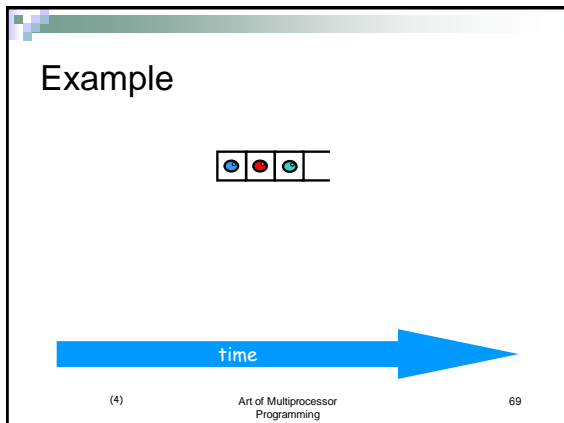 Example
time
(4)
Art of Multiprocessor
Programming
69